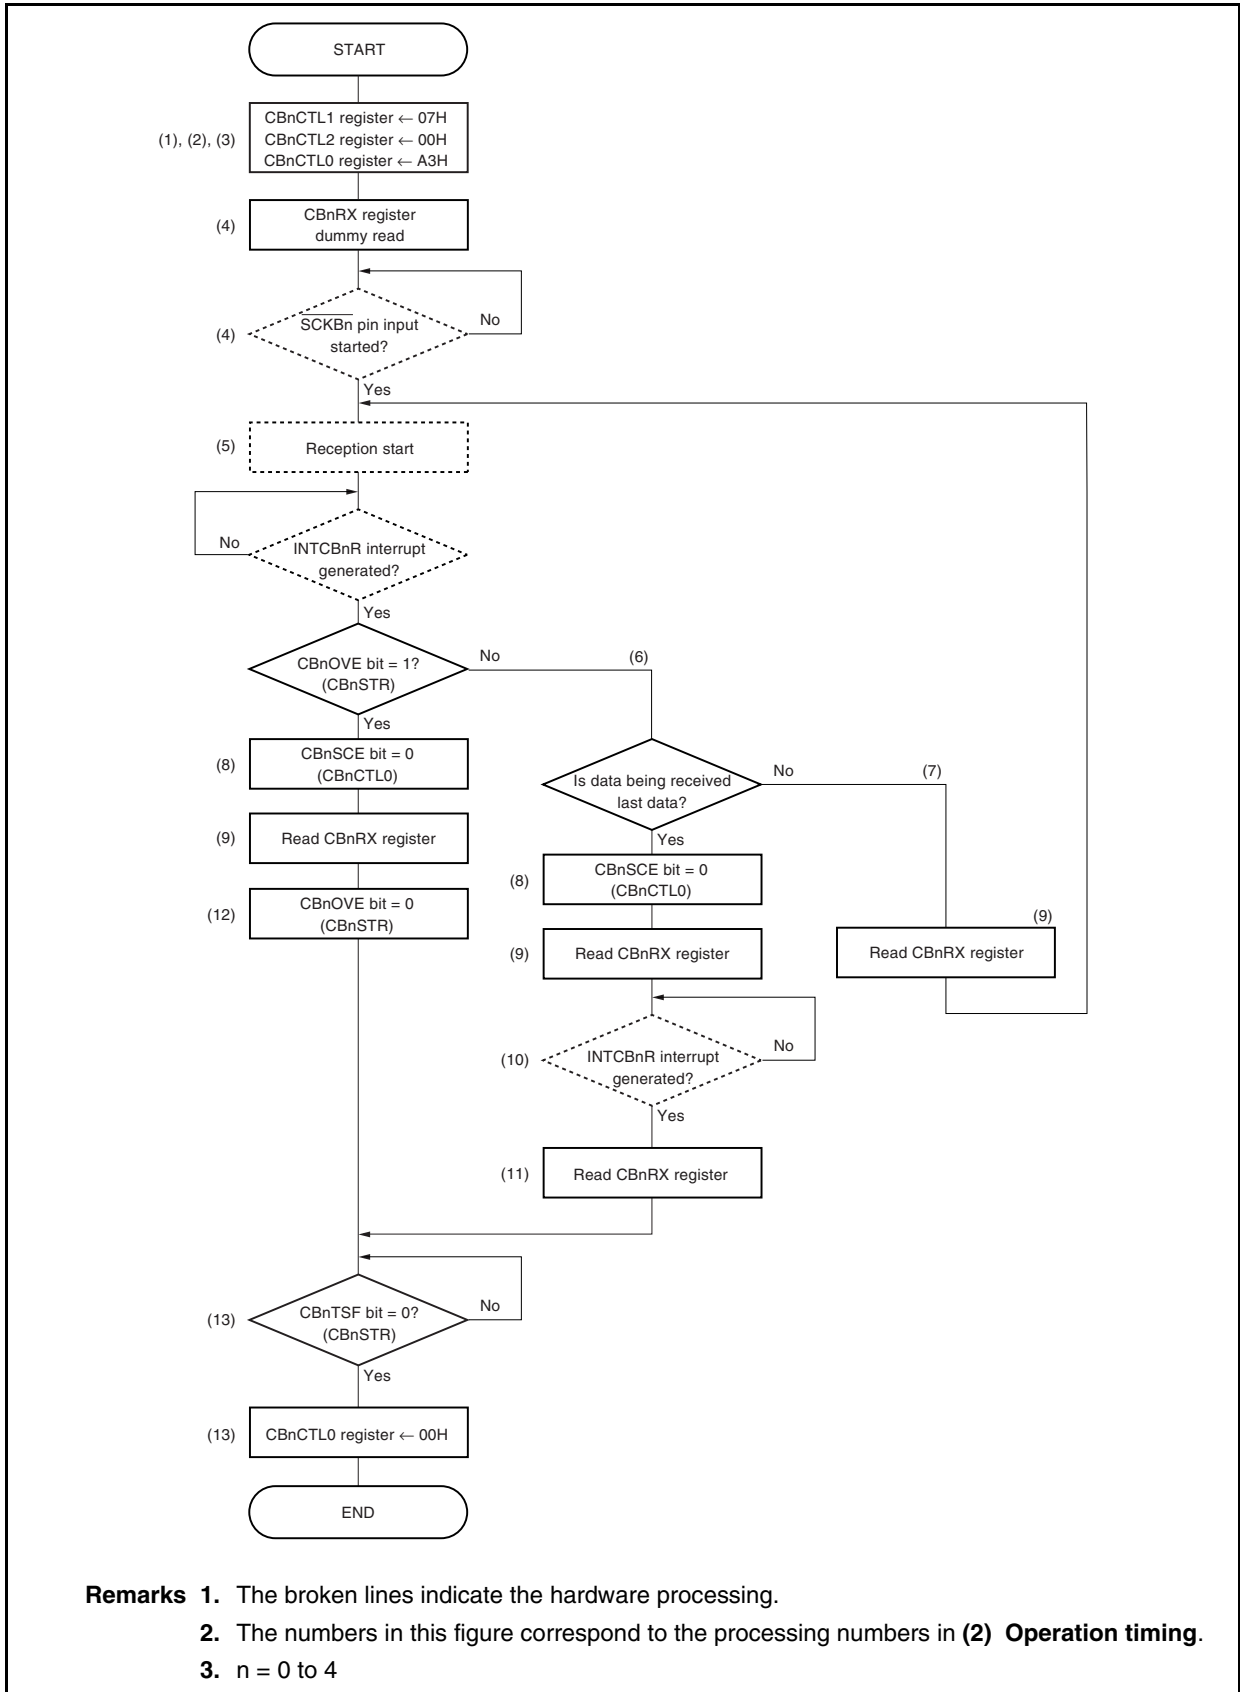 START
CBnCTL1 register ← 07H
(1), (2), (3)
CBnCTL2 register ← 00H
CBnCTL0 register ← A3H
(4)
CBnRX register
dummy read
(4)
SCKBn pin input
started?
No
Yes
(5)
Reception start
No
INTCBnR interrupt
generated?
Yes
CBnOVE bit = 1?
(CBnSTR)
No
(6)
Yes
(8)
CBnSCE bit = 0
(CBnCTL0)
Is data being received
last data?
No
(7)
Yes
(9)
Read CBnRX register
(8)
CBnSCE bit = 0
(CBnCTL0)
(12)
CBnOVE bit = 0
(CBnSTR)
(9)
Read CBnRX register
(9)
Read CBnRX register
(10)
INTCBnR interrupt
generated?
No
Yes
(11)
Read CBnRX register
(13)
CBnTSF bit = 0?
(CBnSTR)
No
Yes
(13)
CBnCTL0 register ← 00H
END
Remarks 1. The broken lines indicate the hardware processing.
2. The numbers in this figure correspond to the processing numbers in (2) Operation timing.
3. n = 0 to 4